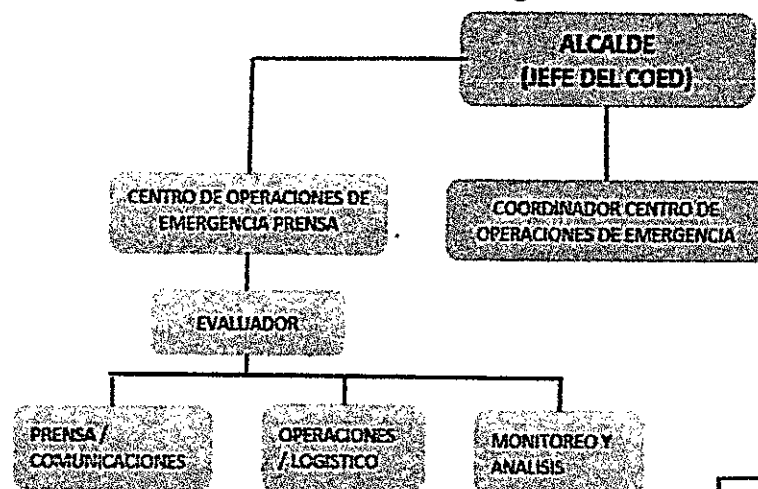 ALCALDE
(JEFE DEL COED)
CENTRO DE OPERACIONES DE
EMERGENCIA PRENSA
COORDINADOR CENTRO DE
OPERACIONES DE EMERGENCIA
EVALUADOR
PRENSA /
COMUNICACIONES
OPERACIONES
/ LOGISTICO
MONITOREO Y
ANALISIS